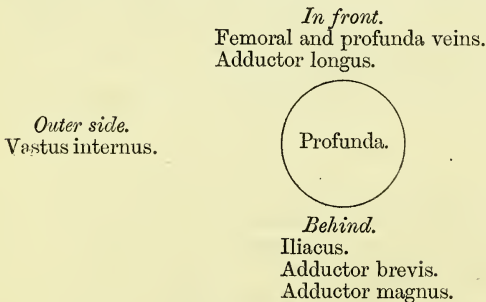 In front.
Femoral and profunda veins.
Adductor longus.
Outer side.
Vastus internus.
Profunda.
Behind.
Iliacus.
Adductor brevis.
Adductor magnus.